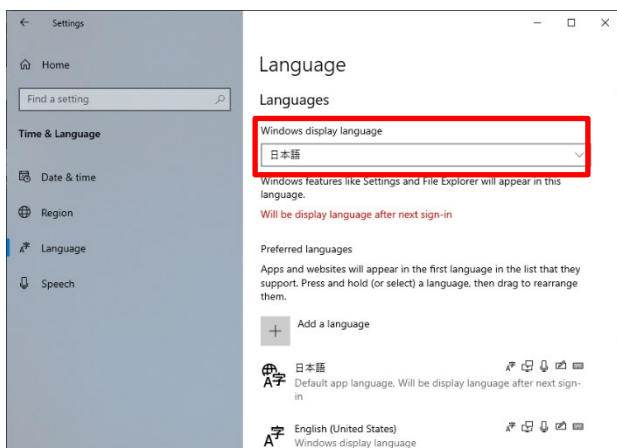 Settings
Home
Find a setting
Time & Language
Date & time
Region
Language
Speech
Language
Languages
Windows display language
日本語
Windows features like Settings and File Explorer will appear in this
language.
Will be display language after next sign-in
Preferred languages
Apps and websites will appear in the first language in the list that they
support. Press and hold (or select) a language, then drag to rearrange
them.
Add a language
日本語
Default app language, Will be display language after next sign-
in
English (United States)
Windows display language